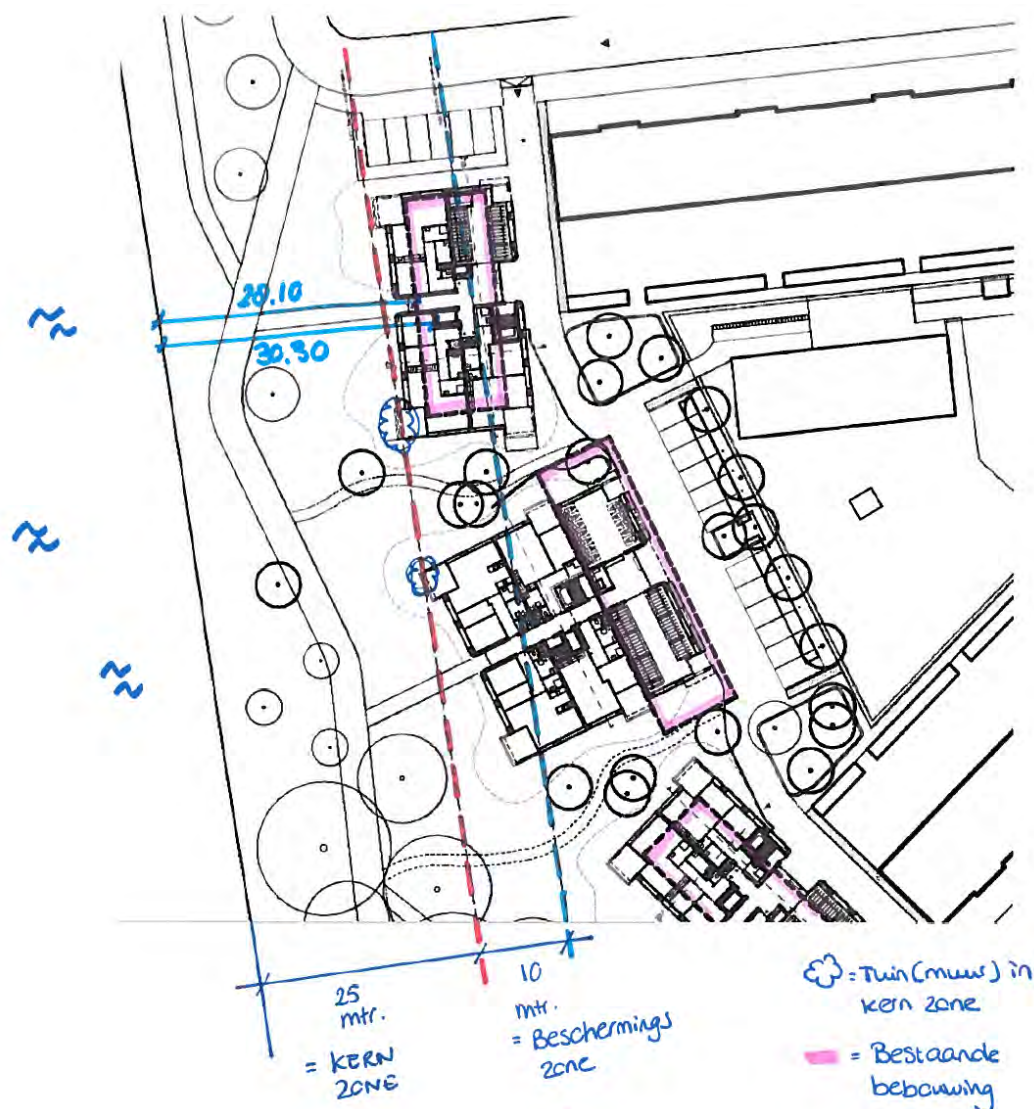 28.10
30.30
25
mtr.
= KERN
ZONE
10
mtr.
= Beschermings
zone
= Tuin(muur) in
kern zone
= Bestaande
bebouwing